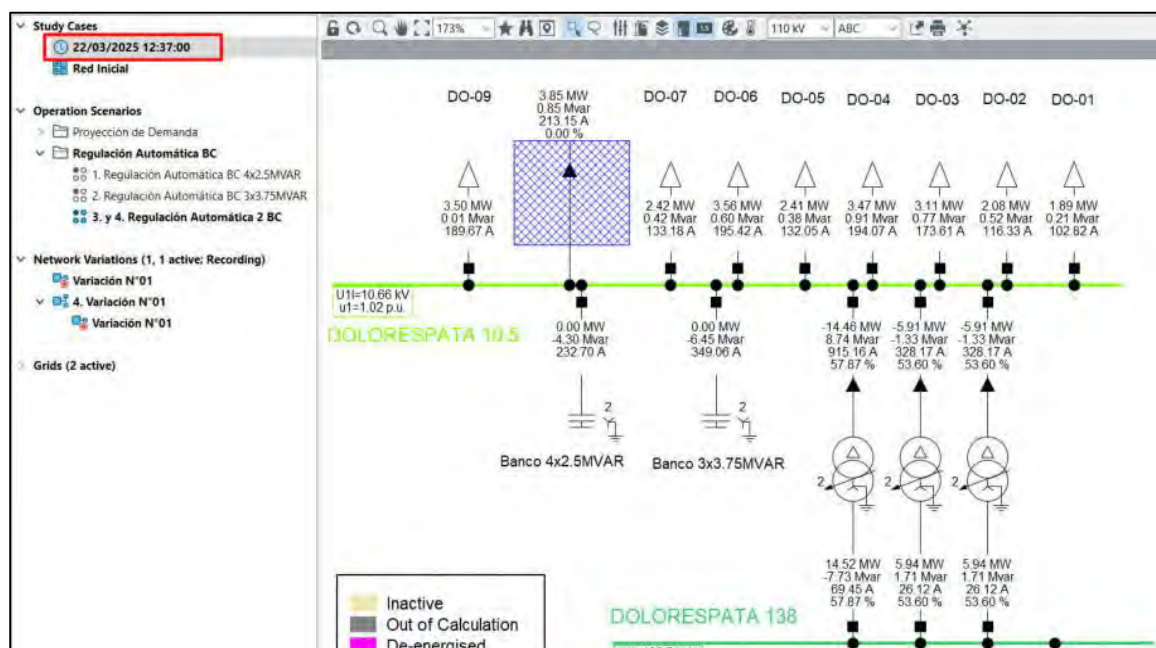 Study Cases
22/03/2025 12:37:00
Red Inicial
Operation Scenarios
Proyección de Demanda
Regulación Automática BC
1. Regulación Automática BC 4x2.5MVAR
2. Regulación Automática BC 3x3.75MVAR
3. y 4. Regulación Automática 2 BC
Network Variations (1, 1 active; Recording)
Variación N°01
4. Variación N°01
Variación N°01
Grids (2 active)
173%
110 kV
ABC
DO-09
3.85 MW
0.85 Mvar
213.15 A
0.00 %
DO-07
DO-06
DO-05
DO-04
DO-03
DO-02
DO-01
3.50 MW
0.01 Mvar
189.67 A
2.42 MW
0.42 Mvar
133.18 A
3.56 MW
0.60 Mvar
195.42 A
2.41 MW
0.38 Mvar
132.05 A
3.47 MW
0.91 Mvar
194.07 A
3.11 MW
0.77 Mvar
173.61 A
2.08 MW
0.52 Mvar
116.33 A
1.89 MW
0.21 Mvar
102.82 A
U1l=10.66 kV
u1=1.02 p.u.
DOLORESPATA 10.5
0.00 MW
-4.30 Mvar
232.70 A
0.00 MW
-6.45 Mvar
349.06 A
-14.46 MW
8.74 Mvar
915.16 A
57.87 %
-5.91 MW
-1.33 Mvar
328.17 A
53.60 %
-5.91 MW
-1.33 Mvar
328.17 A
53.60 %
2
2
Banco 4x2.5MVAR
Banco 3x3.75MVAR
2
2
2
14.52 MW
-7.73 Mvar
69.45 A
57.87 %
5.94 MW
1.71 Mvar
26.12 A
53.60 %
5.94 MW
1.71 Mvar
26.12 A
53.60 %
DOLORESPATA 138
Inactive
Out of Calculation
De-energised